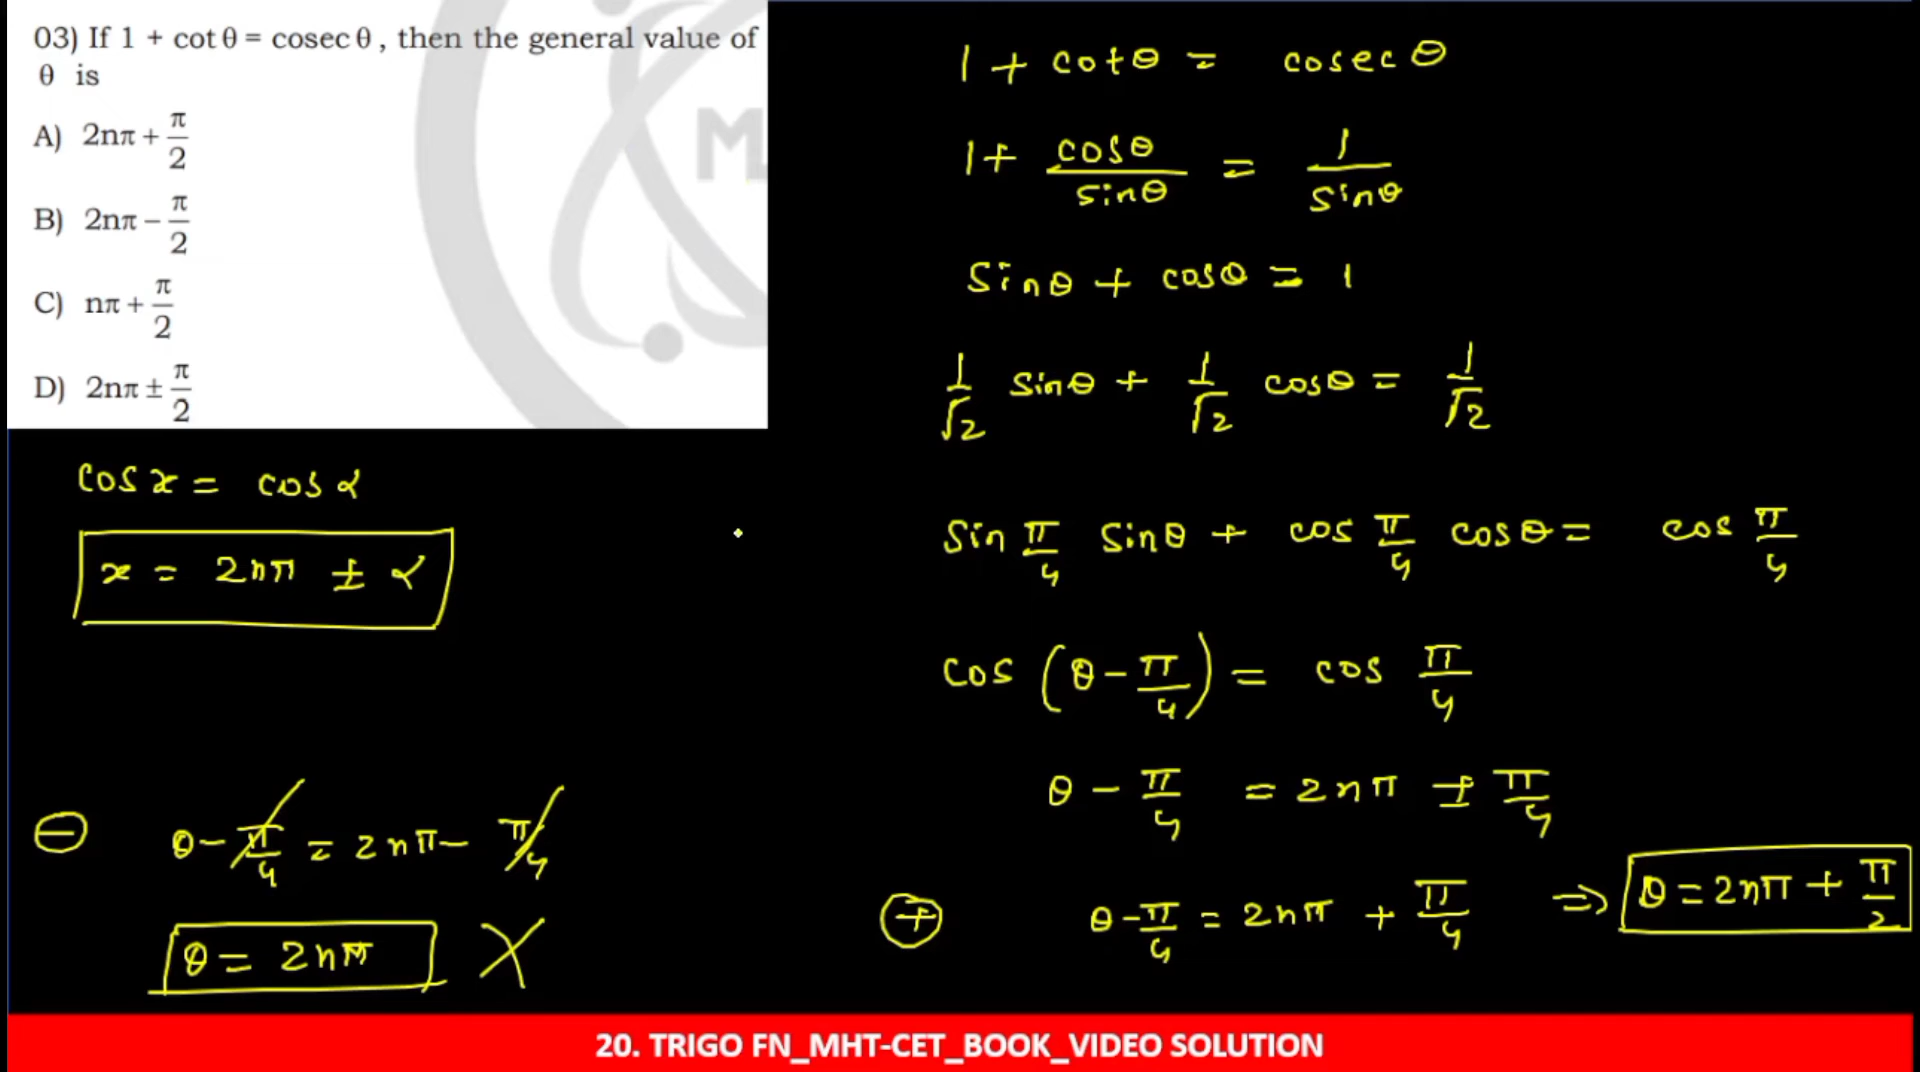 03) If 1 + cot θ = cosec θ , then the general value of
θ is
A) 2nπ + π/2
B) 2nπ − π/2
C) nπ + π/2
D) 2nπ ± π/2
M
cos x = cos α
x = 2nπ ± α
⊖ θ − π/4 = 2nπ − π/4
θ = 2nπ X
1 + cotθ = cosec θ
1 + cosθ/sinθ = 1/sinθ
sinθ + cosθ = 1
1/√2 sinθ + 1/√2 cosθ = 1/√2
sin π/4 sinθ + cos π/4 cosθ = cos π/4
cos (θ − π/4) = cos π/4
θ − π/4 = 2nπ ± π/4
⊕ θ − π/4 = 2nπ + π/4 ⇒ θ = 2nπ + π/2
20. TRIGO FN_MHT-CET_BOOK_VIDEO SOLUTION